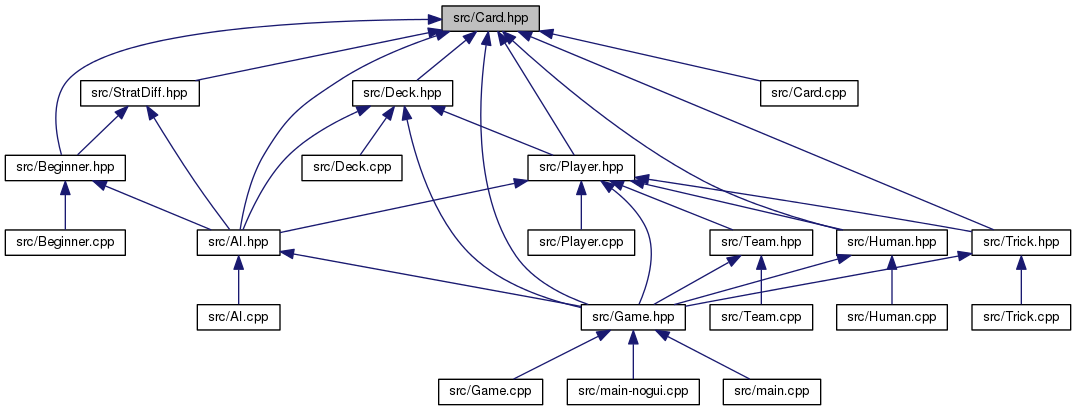 src/Card.hpp
src/StratDiff.hpp
src/Deck.hpp
src/Card.cpp
src/Beginner.hpp
src/Deck.cpp
src/Player.hpp
src/Beginner.cpp
src/AI.hpp
src/Player.cpp
src/Team.hpp
src/Human.hpp
src/Trick.hpp
src/AI.cpp
src/Game.hpp
src/Team.cpp
src/Human.cpp
src/Trick.cpp
src/Game.cpp
src/main-nogui.cpp
src/main.cpp